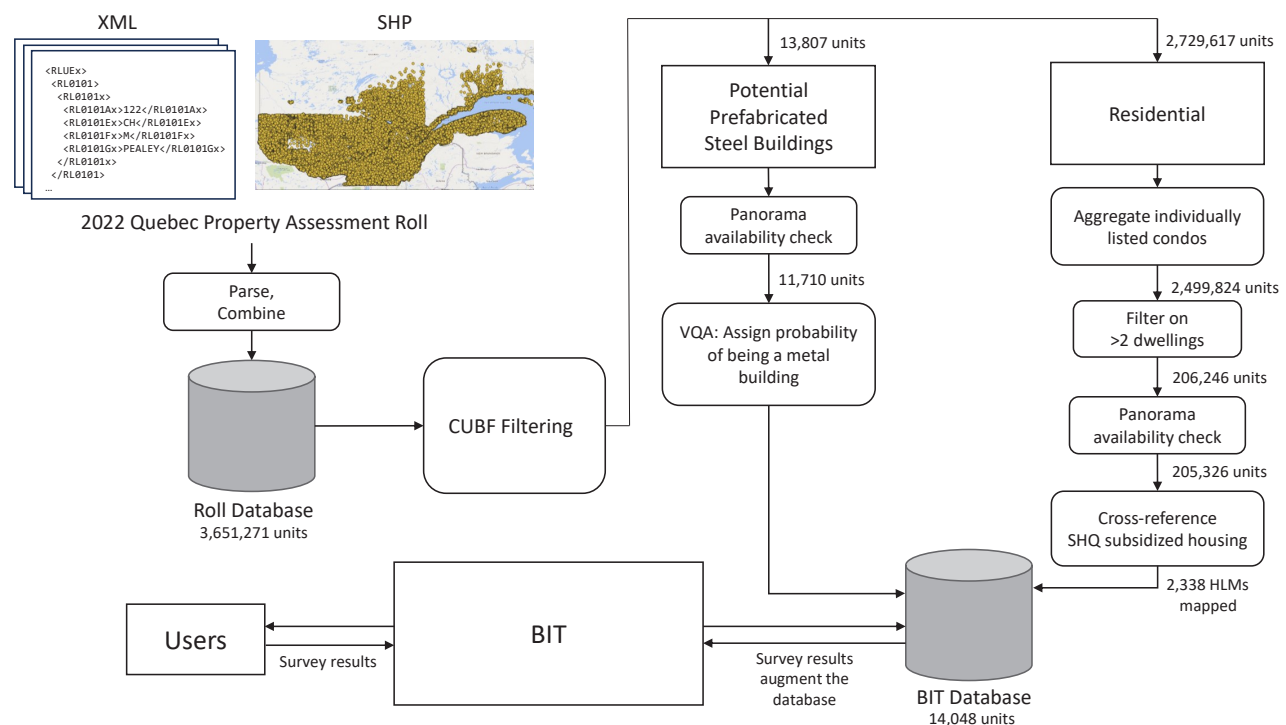 XML
SHP
<RLUEx>
<RL0101>
<RL0101x>
<RL0101Ax>122</RL0101Ax>
<RL0101Ex>CH</RL0101Ex>
<RL0101Fx>M</RL0101Fx>
<RL0101Gx>PEALEY</RL0101Gx>
</RL0101x>
</RL0101>
…
2022 Quebec Property Assessment Roll
Parse,
Combine
Roll Database
3,651,271 units
CUBF Filtering
13,807 units
Potential
Prefabricated
Steel Buildings
Panorama
availability check
11,710 units
VQA: Assign probability
of being a metal
building
2,729,617 units
Residential
Aggregate individually
listed condos
2,499,824 units
Filter on
>2 dwellings
206,246 units
Panorama
availability check
205,326 units
Cross-reference
SHQ subsidized housing
2,338 HLMs
mapped
Users
Survey results
BIT
Survey results
augment the
database
BIT Database
14,048 units